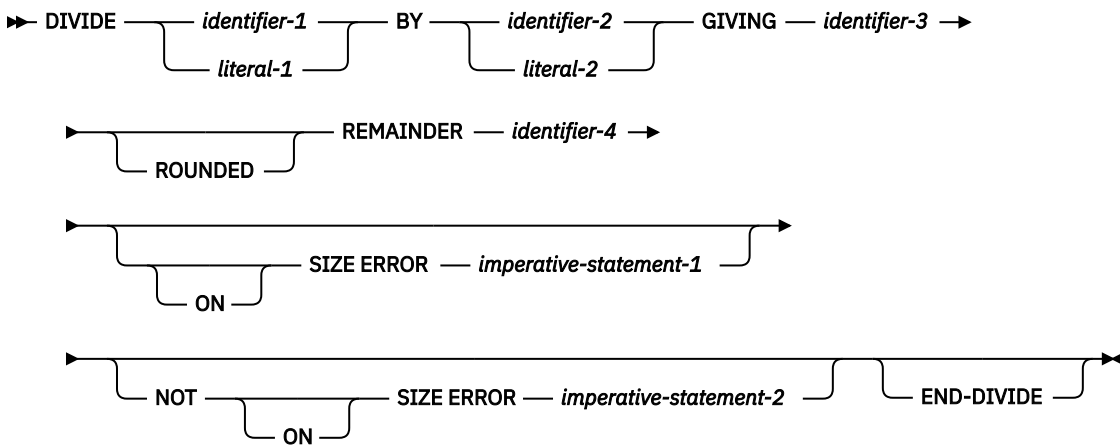 DIVIDE identifier-1 BY identifier-2 GIVING identifier-3
literal-1 literal-2
REMAINDER identifier-4
ROUNDED
SIZE ERROR imperative-statement-1
ON
NOT SIZE ERROR imperative-statement-2 END-DIVIDE
ON